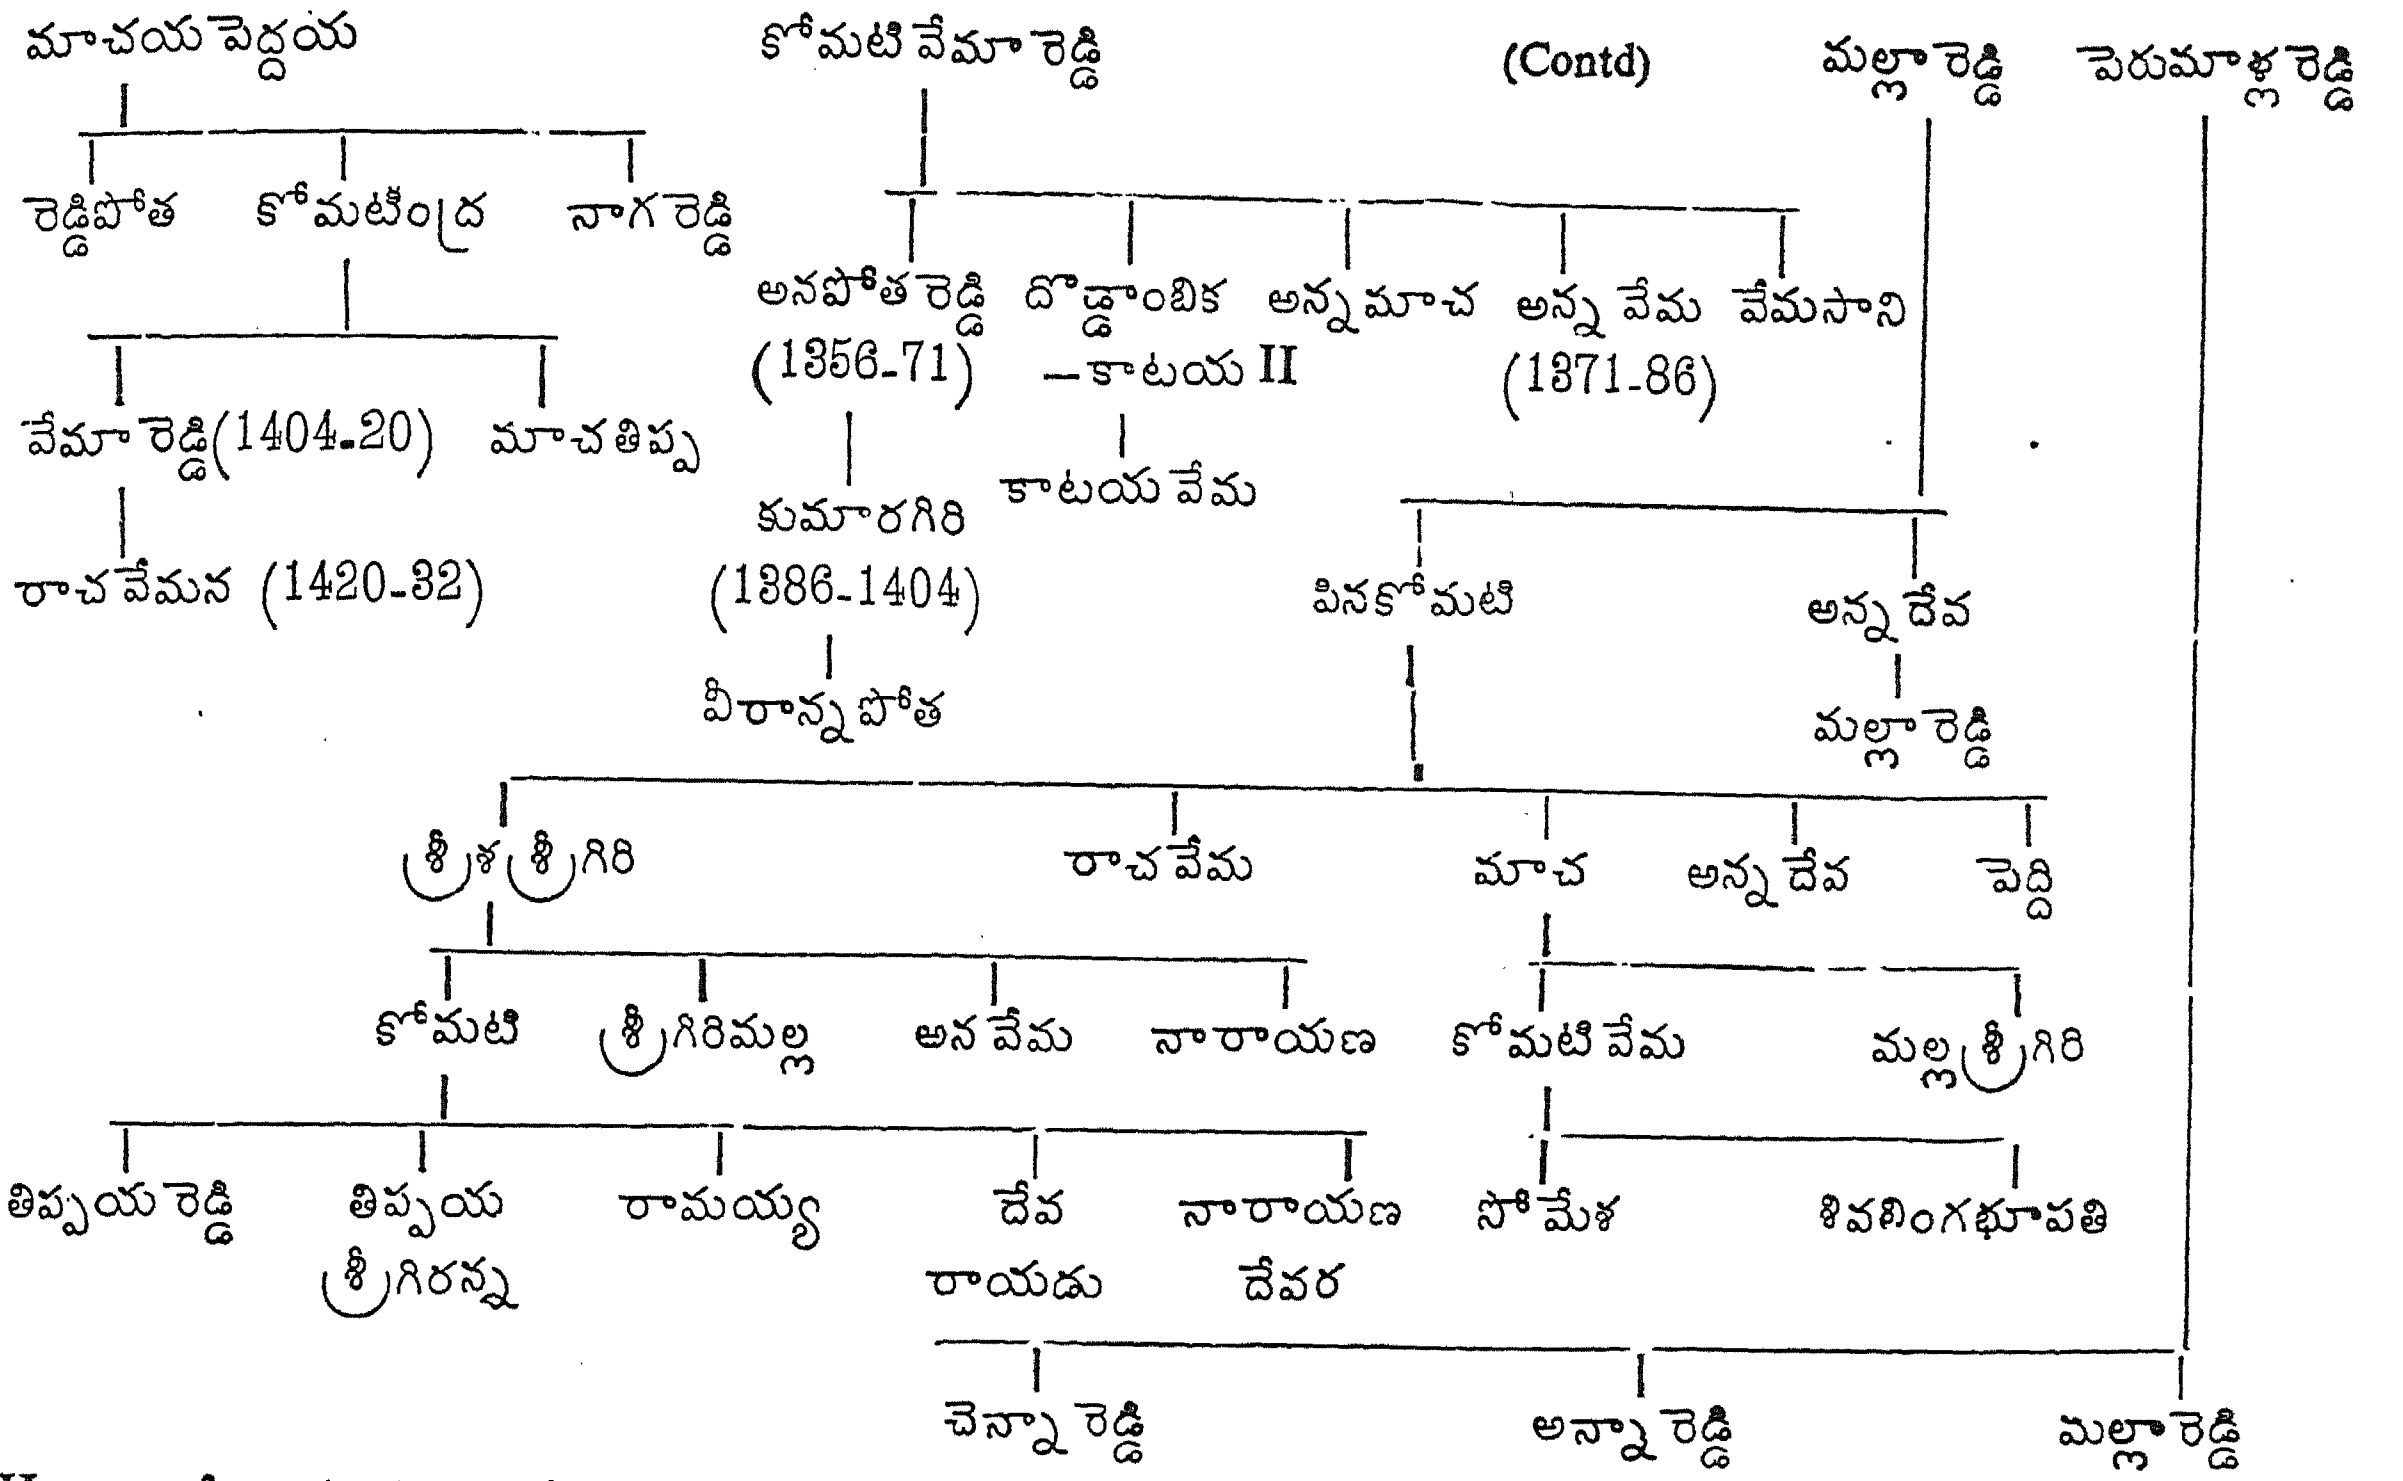 మాచయ పెద్దయ కోమటి వేమా రెడ్డి (Contd) మల్లా రెడ్డి పెరుమాళ్ల రెడ్డి
రెడ్డిపోత కోమటీంద్ర నాగ రెడ్డి
అనపోత రెడ్డి దొడ్డాంబిక అన్నమాచ అన్న వేమ వేమసాని
(1356-71) –కాటయ II (1371-86)
వేమా రెడ్డి (1404-20) మాచతిప్ప
కాటయ వేమ
కుమారగిరి
రాచ వేమన (1420-32) (1386-1404) పినకోమటి అన్న దేవ
వీరాన్నపోత మల్లా రెడ్డి
శ్రీశ శ్రీగిరి రాచ వేమ మాచ అన్న దేవ పెద్ది
కోమటి శ్రీగిరిమల్ల అన వేమ నారాయణ కోమటి వేమ మల్ల శ్రీగిరి
తిప్పయ రెడ్డి తిప్పయ రామయ్య దేవ నారాయణ సోమేశ శివలింగభూపతి
శ్రీగిరన్న రాయడు దేవర
చెన్నా రెడ్డి అన్నా రెడ్డి మల్లా రెడ్డి